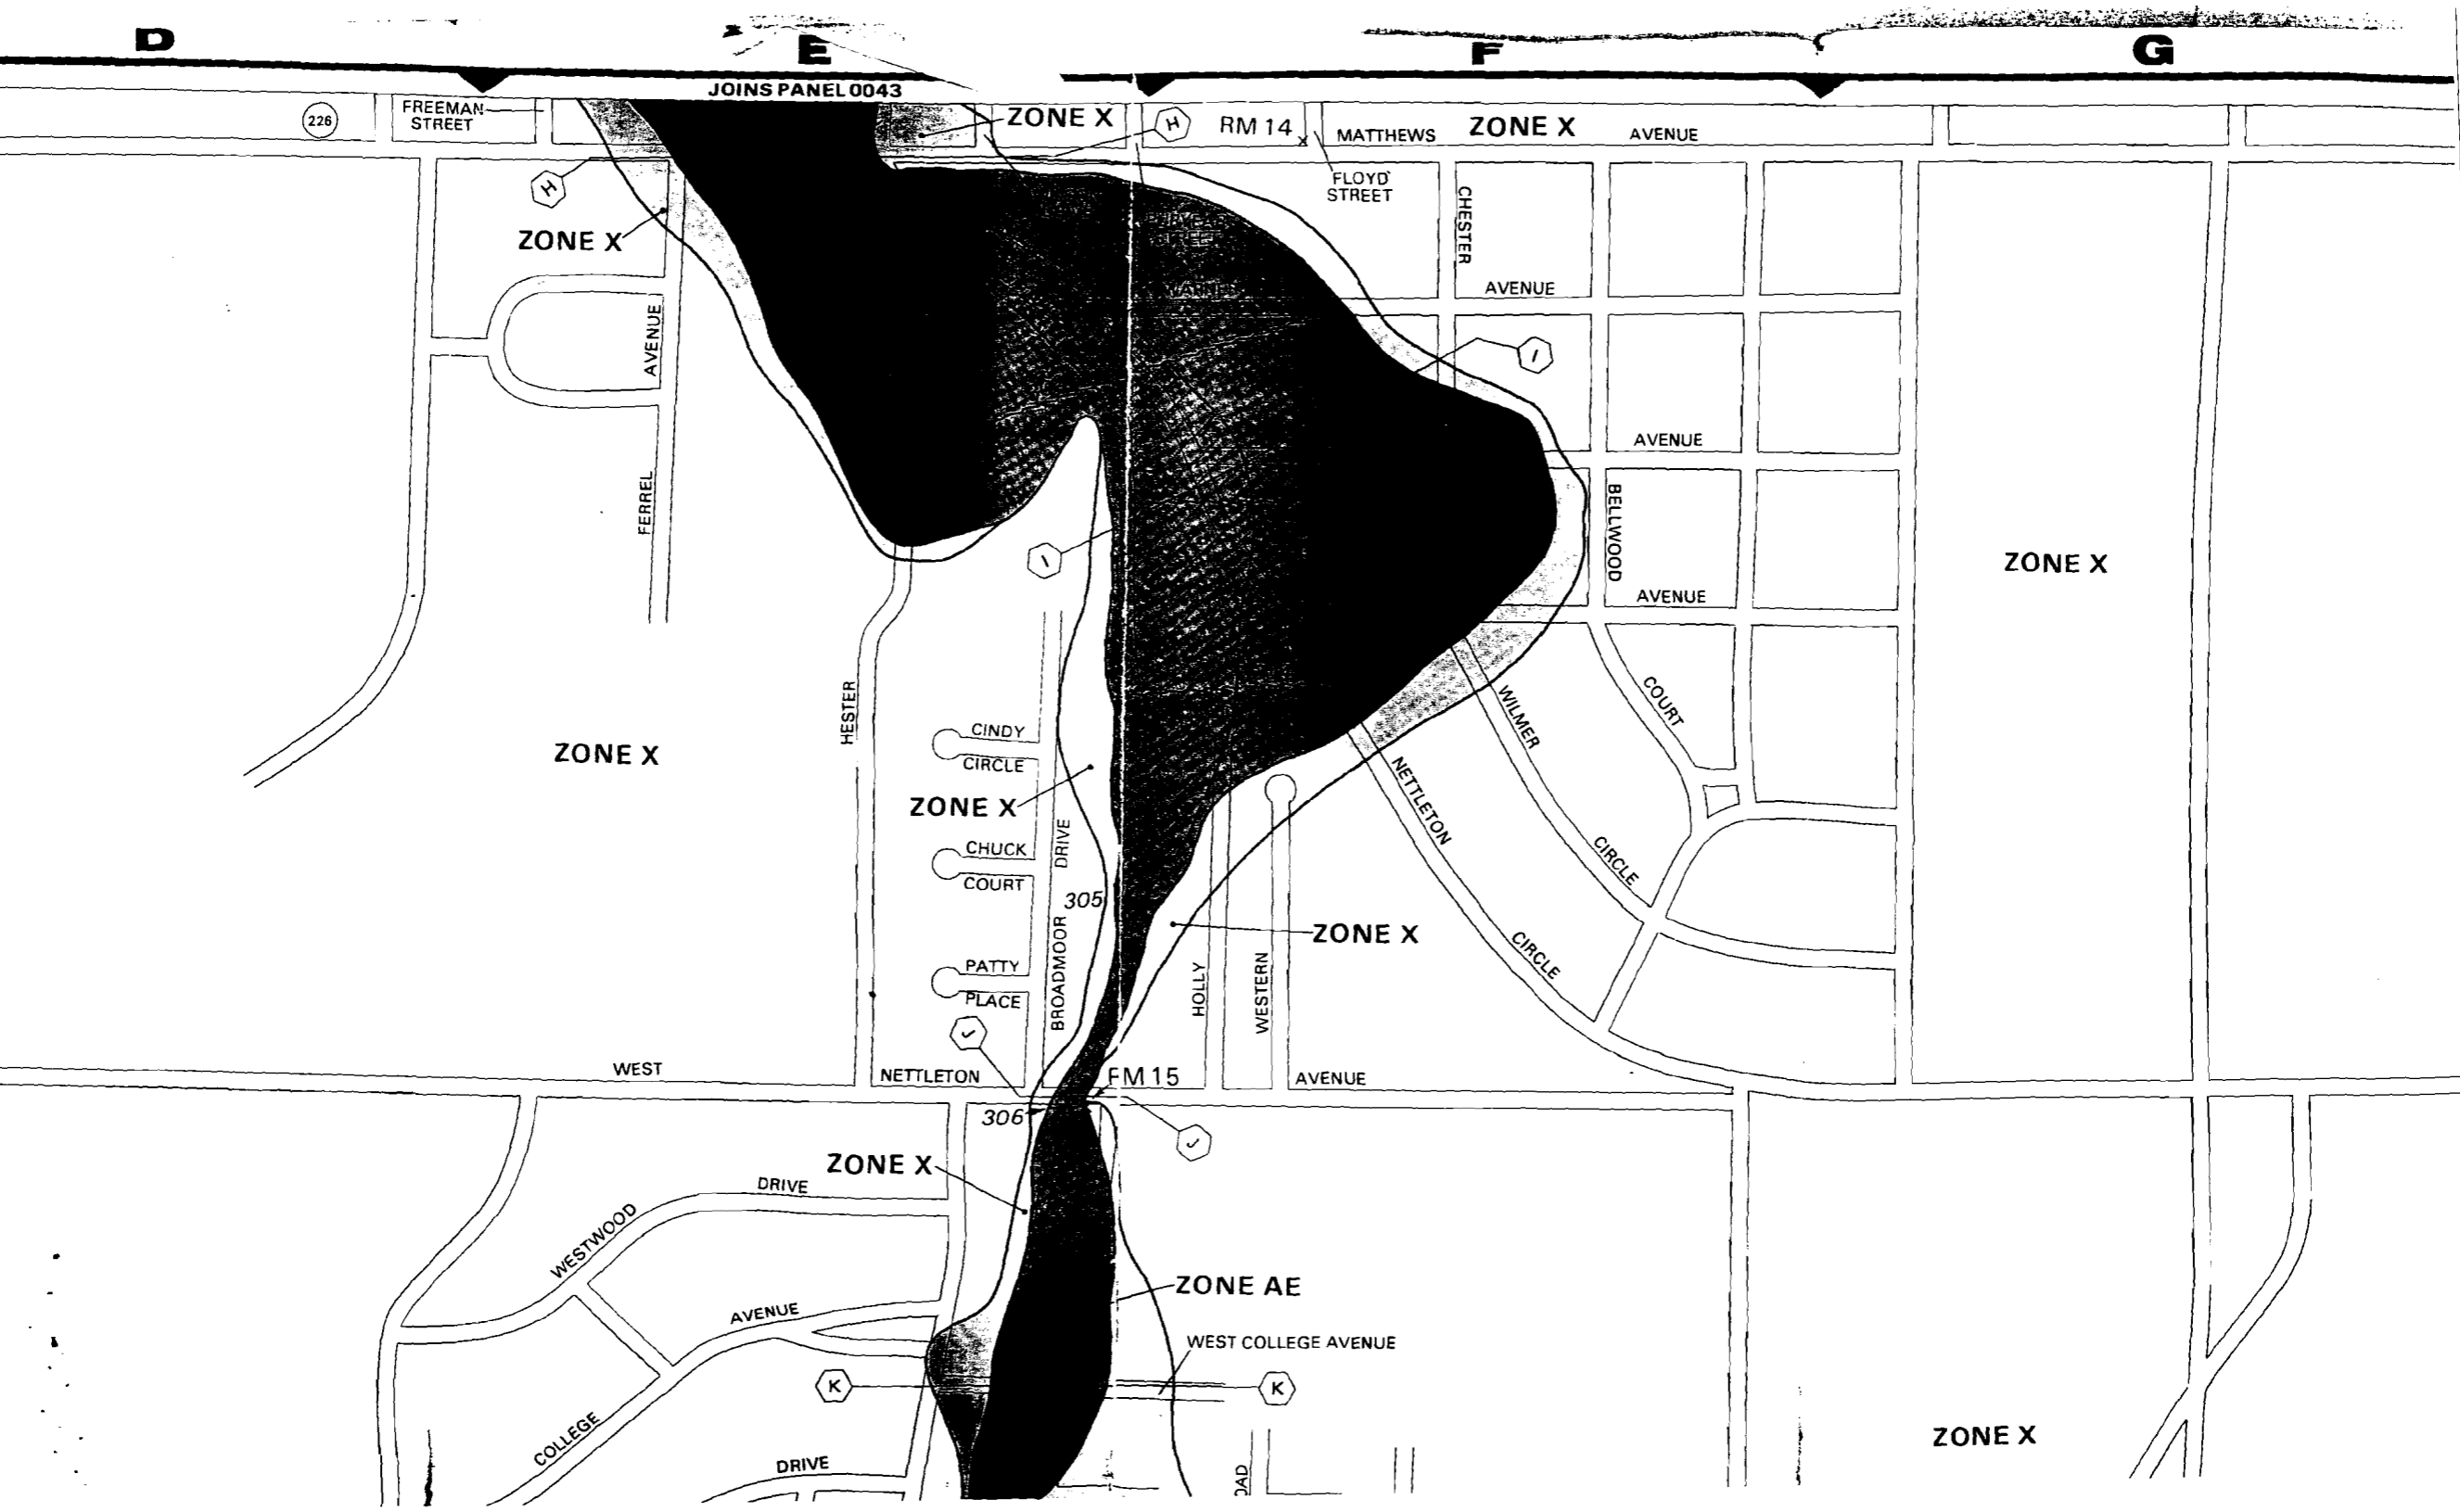 D
E
F
G
JOINS PANEL 0043
226
FREEMAN
STREET
ZONE X
H
RM 14
x
MATTHEWS
ZONE X
AVENUE
H
ZONE X
FLOYD
STREET
CHESTER
AVENUE
AVENUE
I
AVENUE
FERREL
BELLWOOD
I
ZONE X
AVENUE
HESTER
CINDY
CIRCLE
ZONE X
WILMER
COURT
ZONE X
NETTLETON
DRIVE
CHUCK
COURT
CIRCLE
305
BROADMOOR
ZONE X
CIRCLE
PATTY
PLACE
HOLLY
WESTERN
J
WEST
NETTLETON
RM 15
AVENUE
306
J
ZONE X
DRIVE
WESTWOOD
ZONE AE
AVENUE
WEST COLLEGE AVENUE
K
K
COLLEGE
DRIVE
OAD
ZONE X